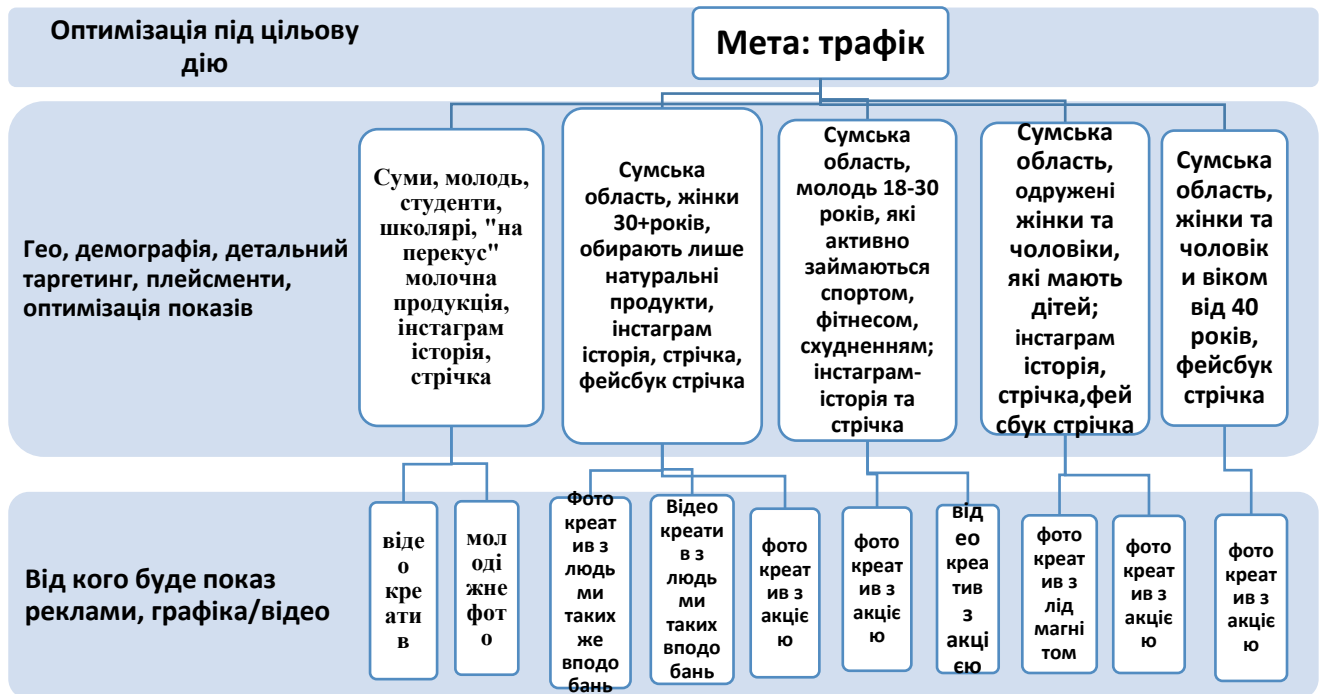 Оптимізація під цільову
дію
Мета: трафік
Гео, демографія, детальний
таргетинг, плейсменти,
оптимізація показів
Суми, молодь,
студенти,
школярі, "на
перекус"
молочна
продукція,
інстаграм
історія,
стрічка
Сумська
область, жінки
30+років,
обирають лише
натуральні
продукти,
інстаграм
історія, стрічка,
фейсбук стрічка
Сумська
область,
молодь 18-30
років, які
активно
займаються
спортом,
фітнесом,
схудненням;
інстаграм-
історія та
стрічка
Сумська
область,
одружені
жінки та
чоловіки,
які мають
дітей;
інстаграм
історія,
стрічка,фей
сбук стрічка
Сумська
область,
жінки та
чоловік
и віком
від 40
років,
фейсбук
стрічка
Від кого буде показ
реклами, графіка/відео
віде
о
кре
ати
в
мол
оді
жне
фот
о
Фото
креат
ив з
людь
ми
таких
же
вподо
бань
Відео
креати
в з
людь
ми
таких
вподо
бань
фото
креат
ив з
акціє
ю
фото
креат
ив з
акціє
ю
від
ео
креа
тив з
акці
єю
фото
креат
ив з
лід
магні
том
фото
креат
ив з
акціє
ю
фото
креат
ив з
акціє
ю